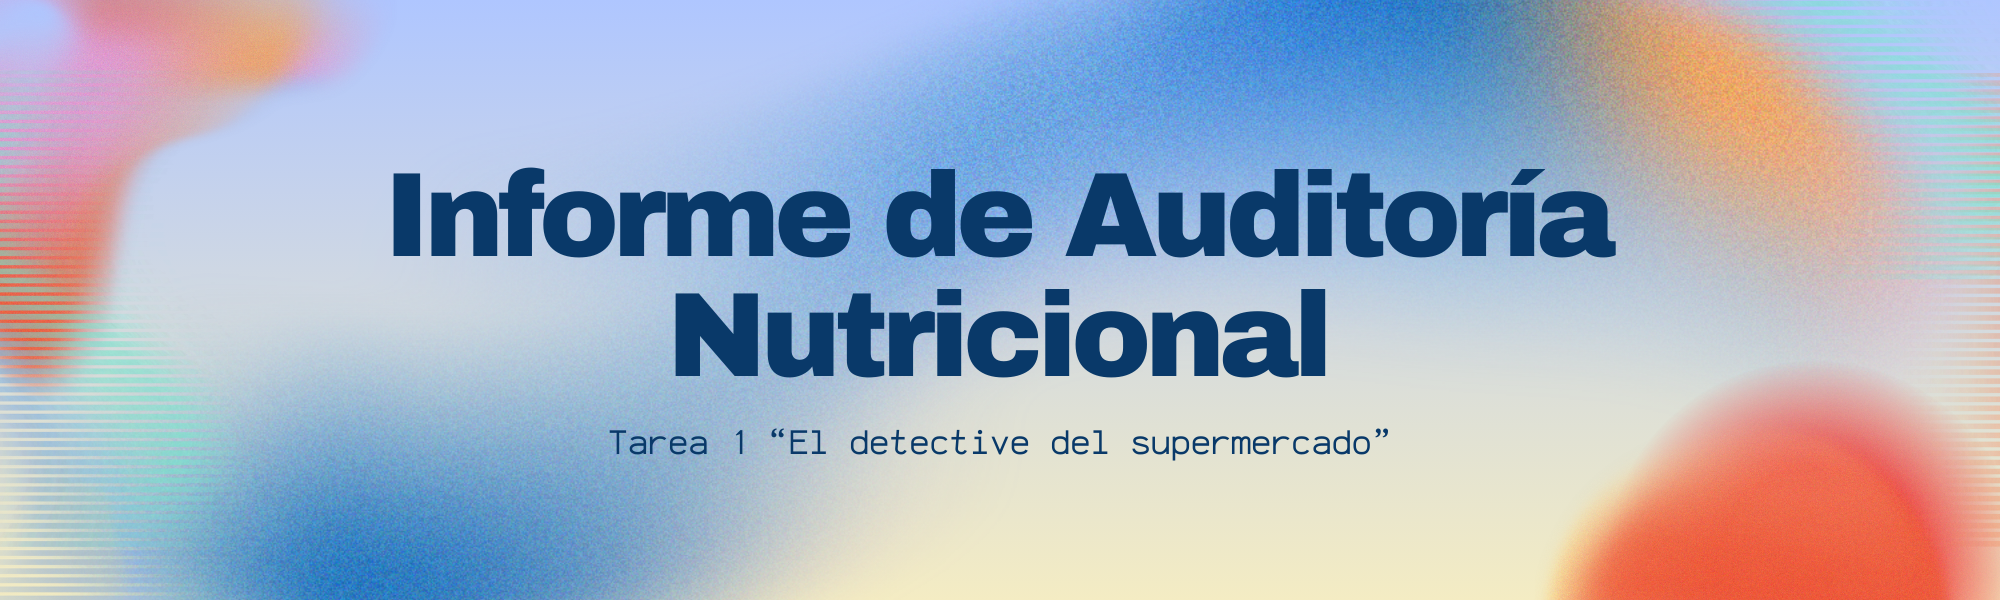 Informe de Auditoría
Nutricional
Tarea 1 “El detective del supermercado”